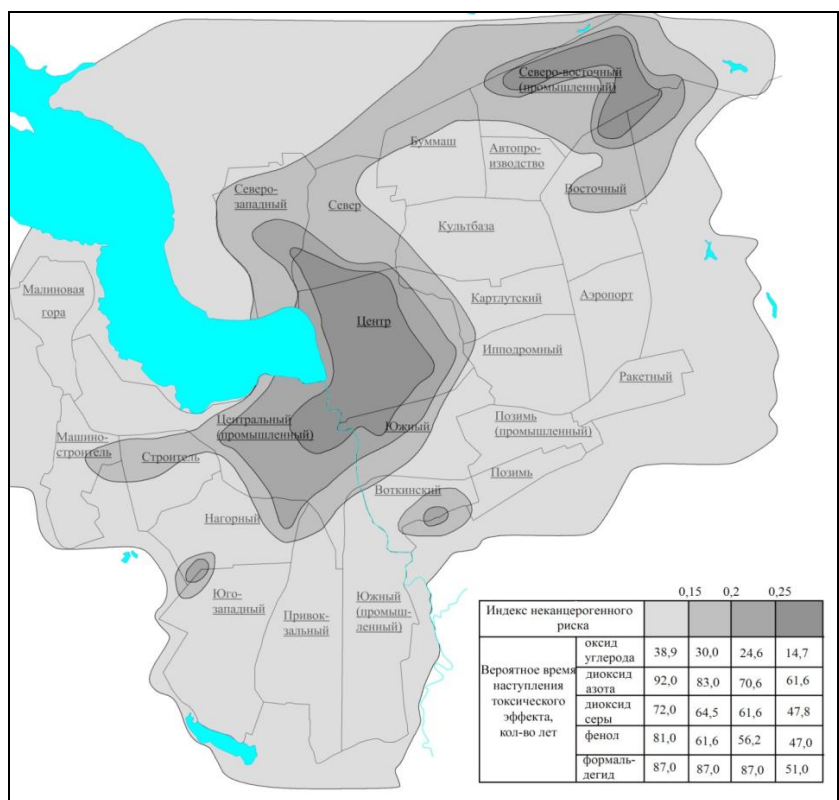 Северо-восточный
(промышленный)
Буммаш
Автопро-
изводство
Северо-
западный
Север
Восточный
Культбаза
Малиновая
гора
Картлутский
Аэропорт
Центр
Ипподромный
Ракетный
Центральный
(промышленный)
Южный
Позимь
(промышленный)
Машино-
строитель
Строитель
Позимь
Воткинский
Нагорный
Юго-
западный
Привок-
зальный
Южный
(промыш-
ленный)
0,15 0,2 0,25
Индекс неканцерогенного
риска
Вероятное время
наступления
токсического
эффекта,
кол-во лет
оксид
углерода 38,9 30,0 24,6 14,7
диоксид
азота 92,0 83,0 70,6 61,6
диоксид
серы 72,0 64,5 61,6 47,8
фенол 81,0 61,6 56,2 47,0
формаль-
дегид 87,0 87,0 87,0 51,0